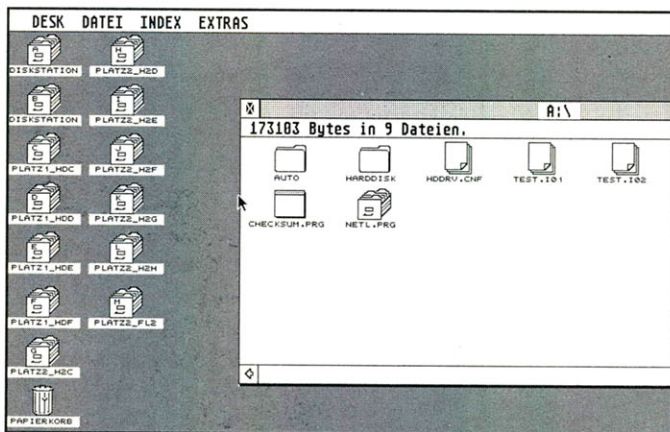 DESK DATEI INDEX EXTRAS
A
DISKSTATION
H
PLATZ2_H2D
B
DISKSTATION
I
PLATZ2_H2E
C
PLATZ1_HDC
J
PLATZ2_H2F
D
PLATZ1_HDD
K
PLATZ2_H2G
E
PLATZ1_HDE
L
PLATZ2_H2H
F
PLATZ1_HDF
M
PLATZ2_FL2
G
PLATZ2_H2C
PAPIERKORB
A:\
173103 Bytes in 9 Dateien.
AUTO HARDDISK HDDRV.CNF TEST.I01 TEST.I02
CHECKSUM.PRG NETL.PRG